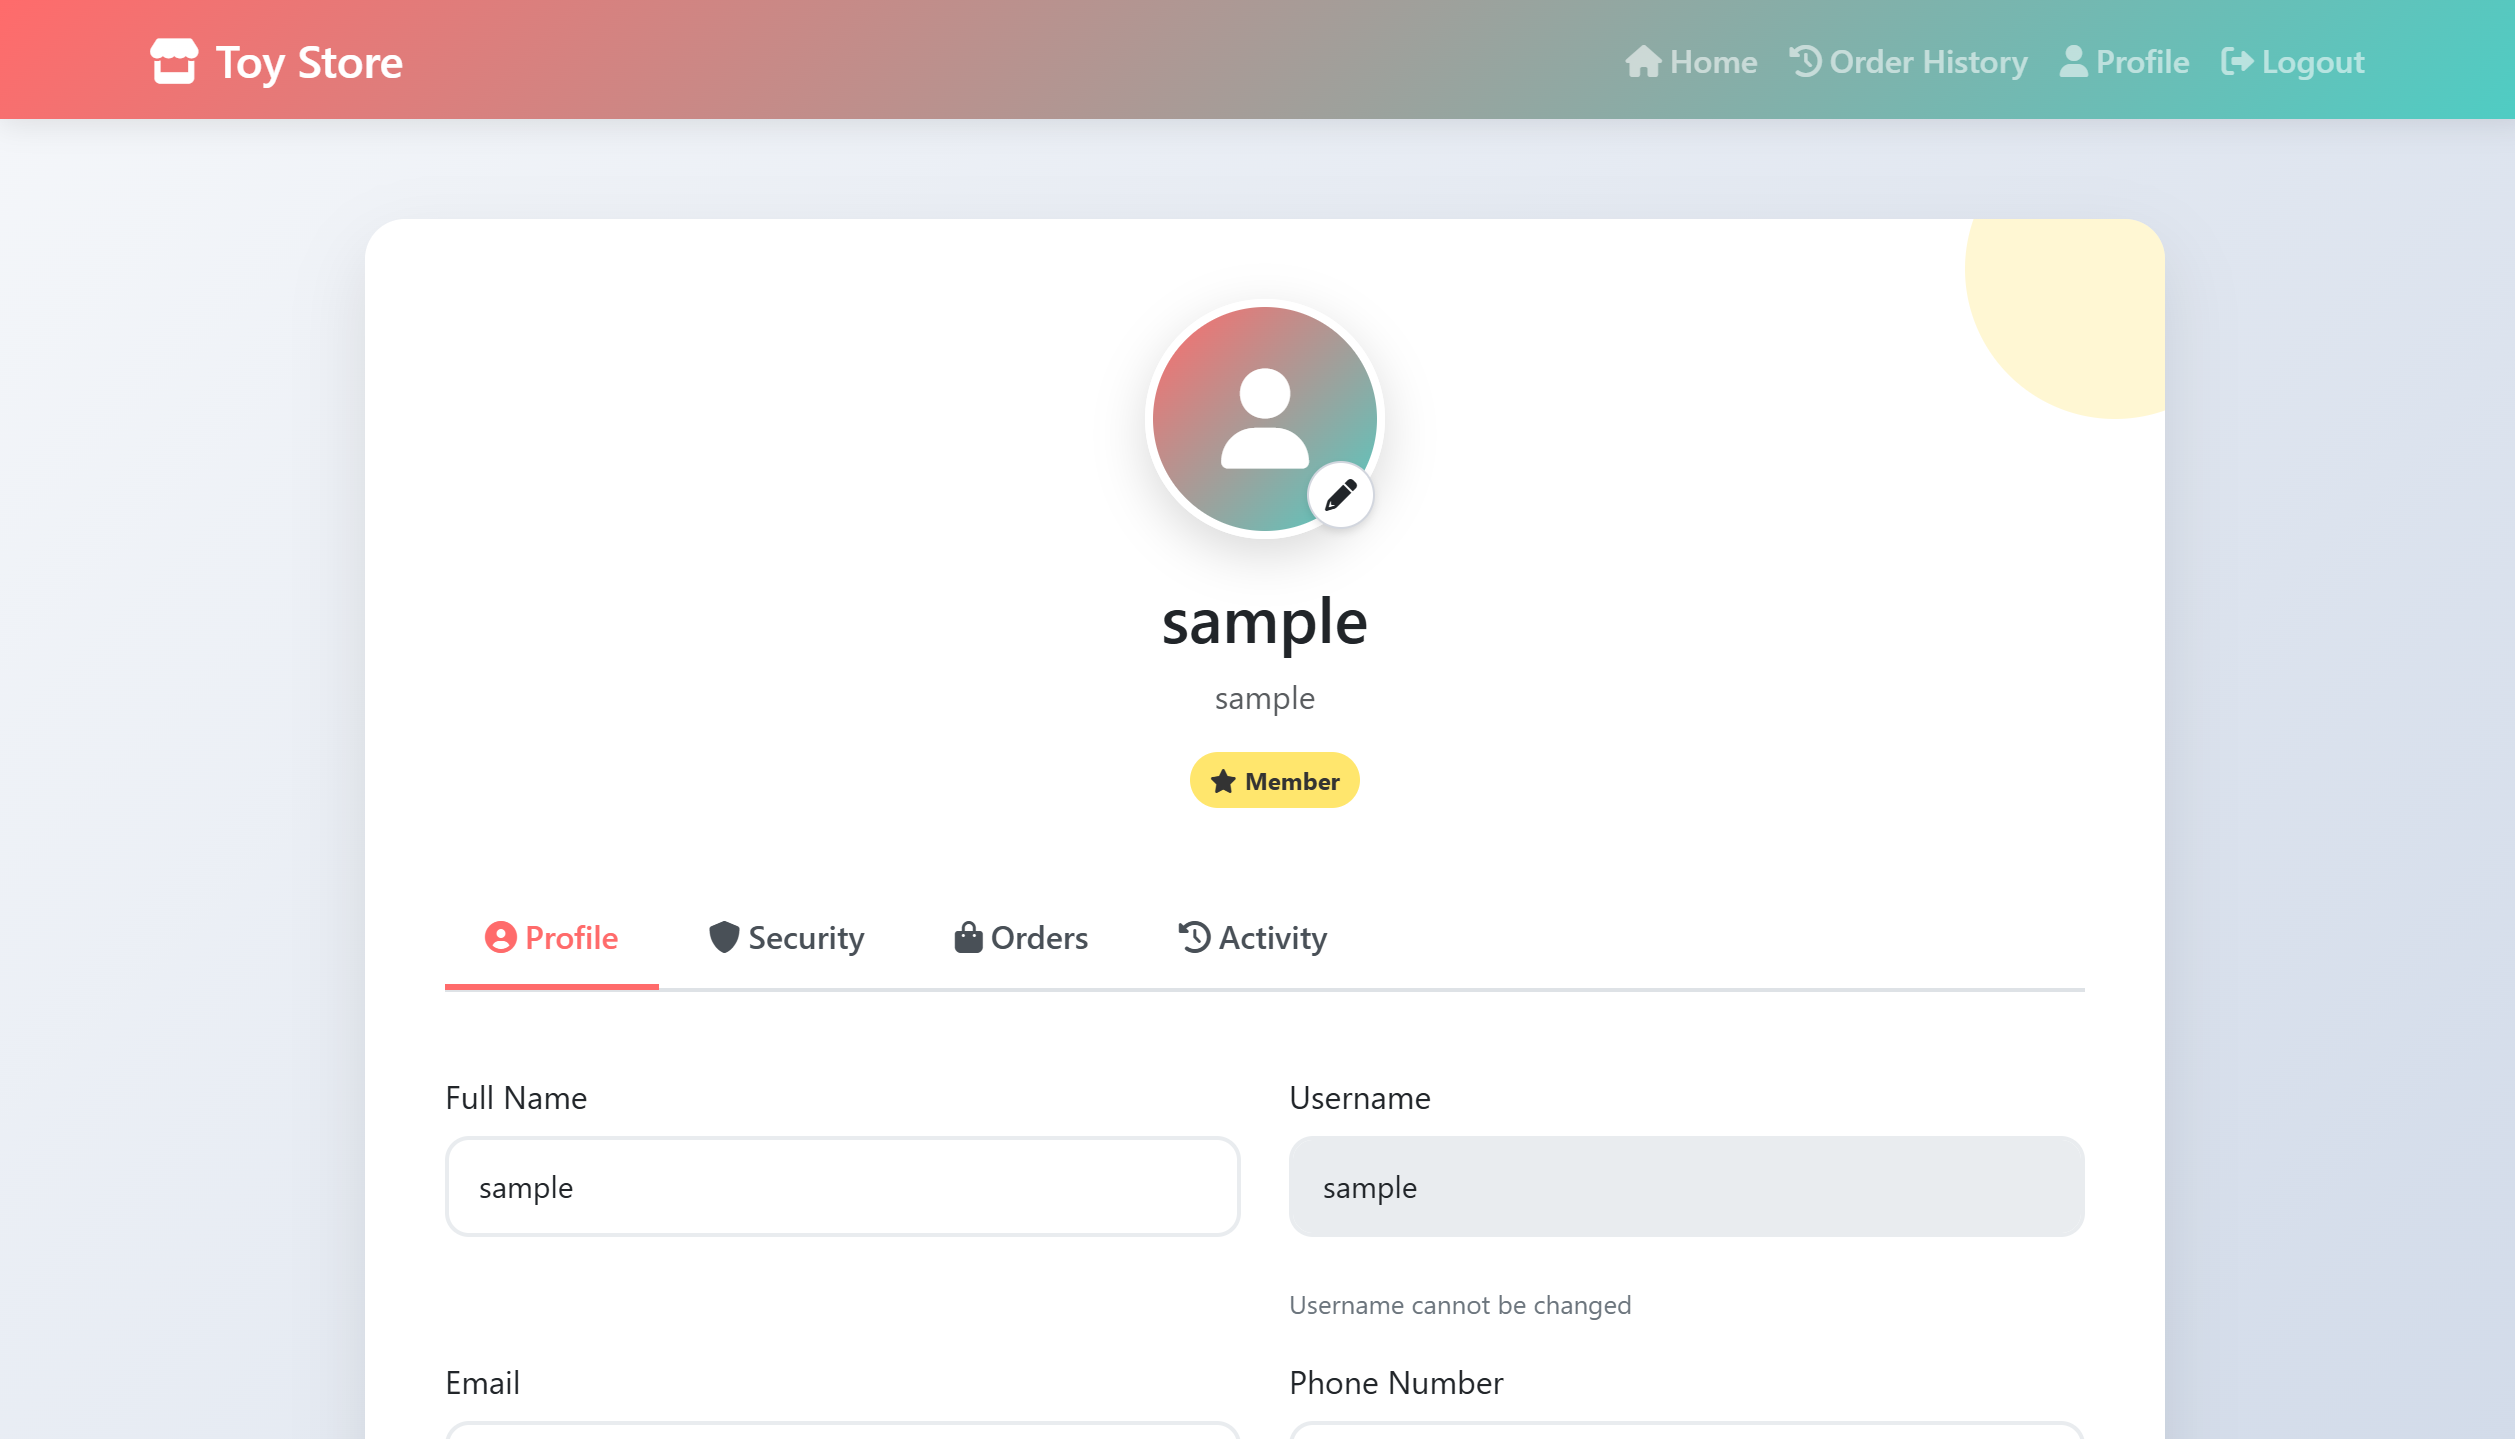 Toy Store
Home Order History Profile Logout
sample
sample
Member
Profile Security Orders Activity
Full Name
Username
sample
sample
Username cannot be changed
Email
Phone Number